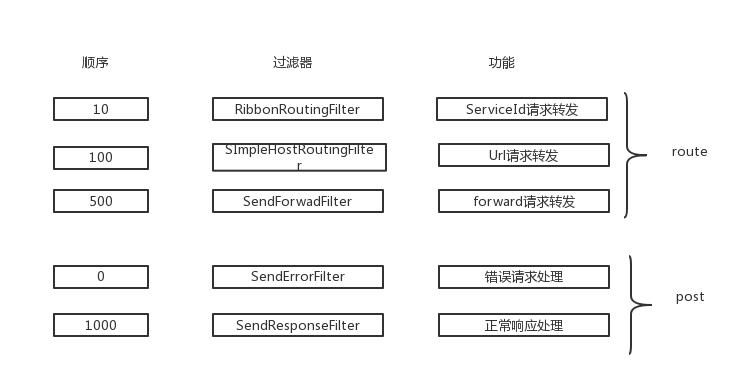 顺序 过滤器 功能
10 RibbonRoutingFilter ServiceId请求转发
100 SImpleHostRoutingFilte
r Url请求转发
route
500 SendForwadFilter forward请求转发
0 SendErrorFilter 错误请求处理
post
1000 SendResponseFilter 正常响应处理